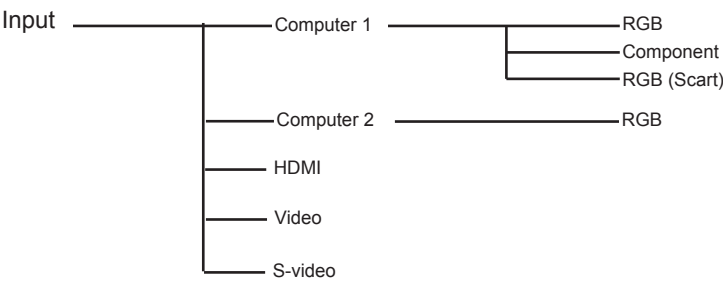 Input Computer 1 RGB
Component
RGB (Scart)
Computer 2 RGB
HDMI
Video
S-video